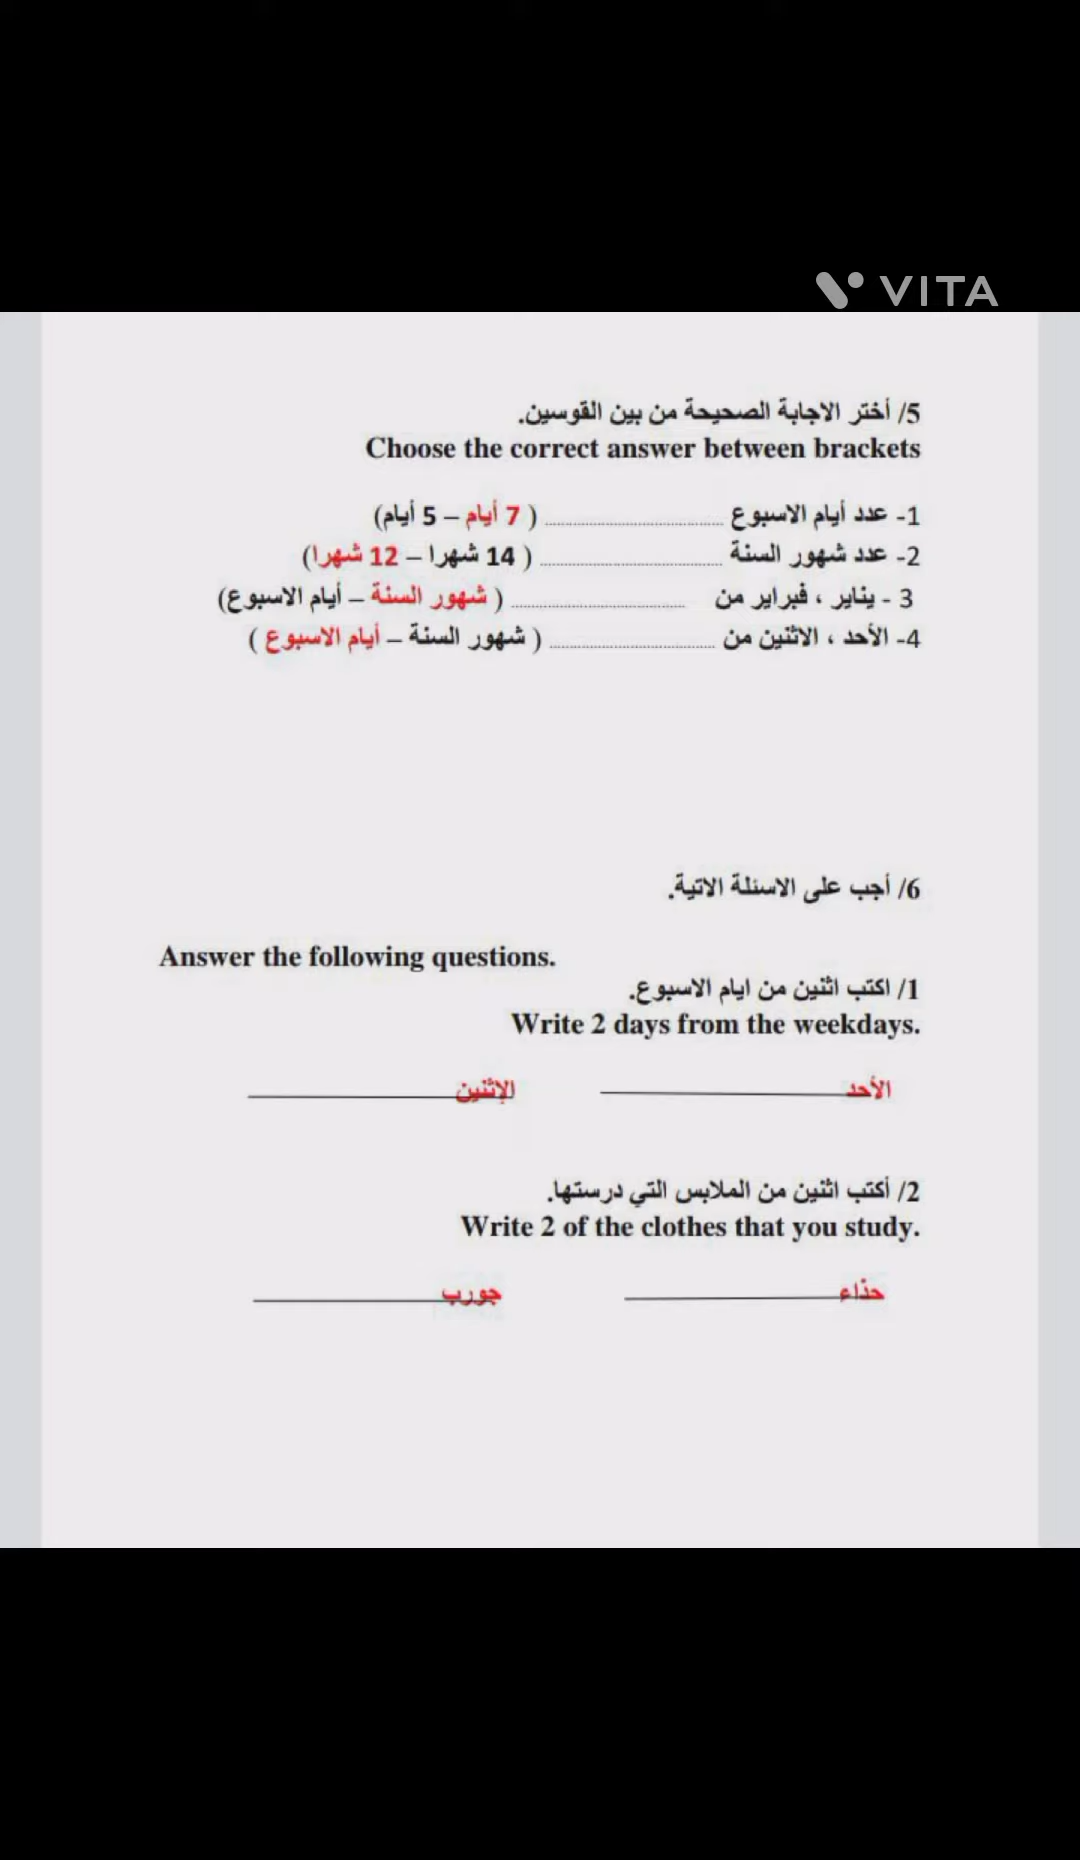 VITA
5/ أختر الاجابة الصحيحة من بين القوسين.
Choose the correct answer between brackets
1- عدد أيام الاسبوع ........................ ( 7 أيام – 5 أيام)
2- عدد شهور السنة ........................ ( 14 شهرا – 12 شهرا)
3 - يناير ، فبراير من ........................ ( شهور السنة – أيام الاسبوع)
4- الأحد ، الاثنين من ........................ ( شهور السنة – أيام الاسبوع )
6/ أجب على الاسئلة الاتية.
Answer the following questions.
1/ اكتب اثنين من ايام الاسبوع.
Write 2 days from the weekdays.
الأحد الإثنين
2/ أكتب اثنين من الملابس التي درستها.
Write 2 of the clothes that you study.
حذاء جورب